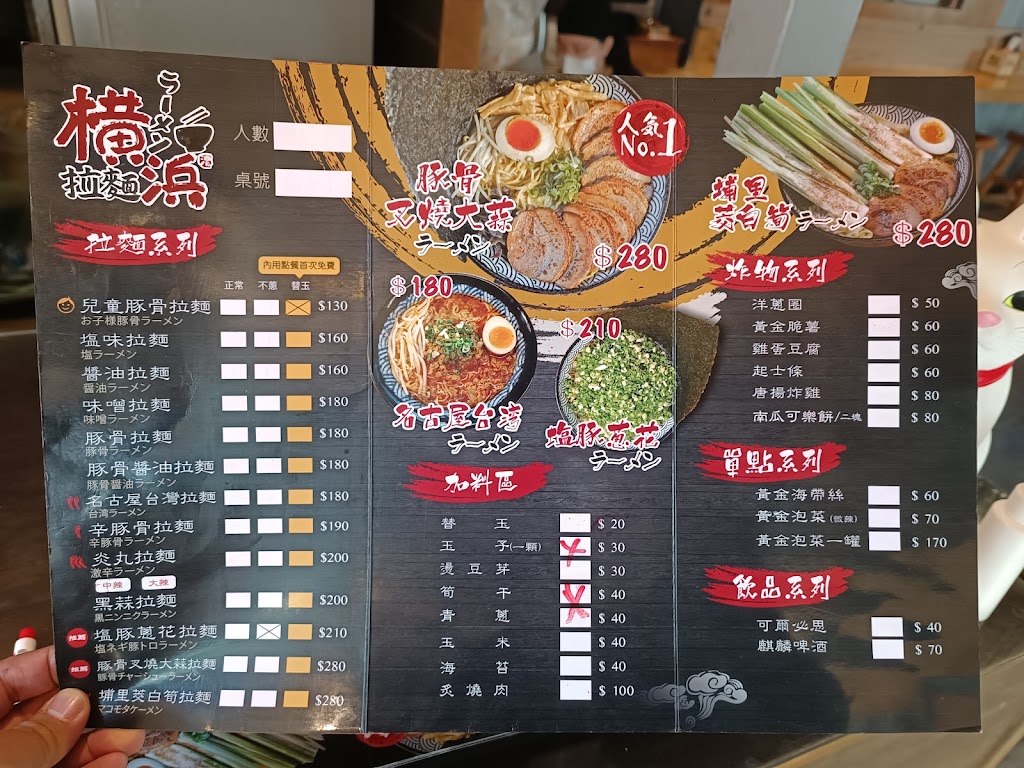 ラーメン
橫浜
拉麵
人數
桌號
拉麵系列
內用點餐首次免費
正常 不蔥 替玉
兒童豚骨拉麵 $130
お子様豚骨ラーメン
塩味拉麵 $160
塩ラーメン
醬油拉麵 $160
醤油ラーメン
味噌拉麵 $180
味噌ラーメン
豚骨拉麵 $180
豚骨ラーメン
豚骨醬油拉麵 $180
豚骨醤油ラーメン
名古屋台灣拉麵 $180
台湾ラーメン
辛豚骨拉麵 $190
辛豚骨ラーメン
炎丸拉麵 $200
激辛ラーメン
中辣 大辣
黑蒜拉麵 $200
黒ニンニクラーメン
推薦 塩豚蔥花拉麵 $210
塩ネギ豚トロラーメン
推薦 豚骨叉燒大蒜拉麵 $280
豚骨チャーシューラーメン
埔里茭白筍拉麵 $280
マコモタケーメン
人気
No.1
豚骨
叉燒大蒜
ラーメン
$280
$180
名古屋台湾
ラーメン
$210
塩豚蔥花
ラーメン
加料區
替玉 $20
玉子(一顆) $30
燙豆芽 $30
筍干 $40
青蔥 $40
玉米 $40
海苔 $40
炙燒肉 $100
埔里
茭白筍ラーメン
$280
炸物系列
洋蔥圈 $50
黃金脆薯 $60
雞蛋豆腐 $60
起士條 $60
唐揚炸雞 $80
南瓜可樂餅/二塊 $80
單點系列
黃金海帶絲 $60
黃金泡菜(微辣) $70
黃金泡菜一罐 $170
飲品系列
可爾必思 $40
麒麟啤酒 $70